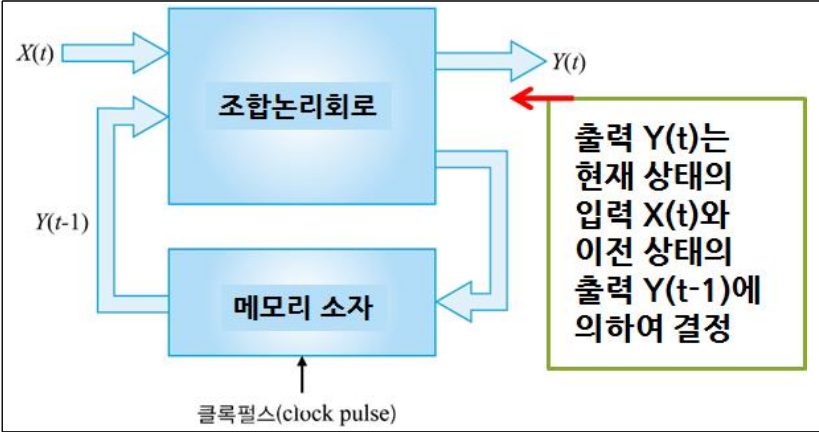 X(t)
Y(t)
조합논리회로
출력 Y(t)는
현재 상태의
입력 X(t)와
이전 상태의
출력 Y(t-1)에
의하여 결정
Y(t-1)
메모리 소자
클록펄스(clock pulse)